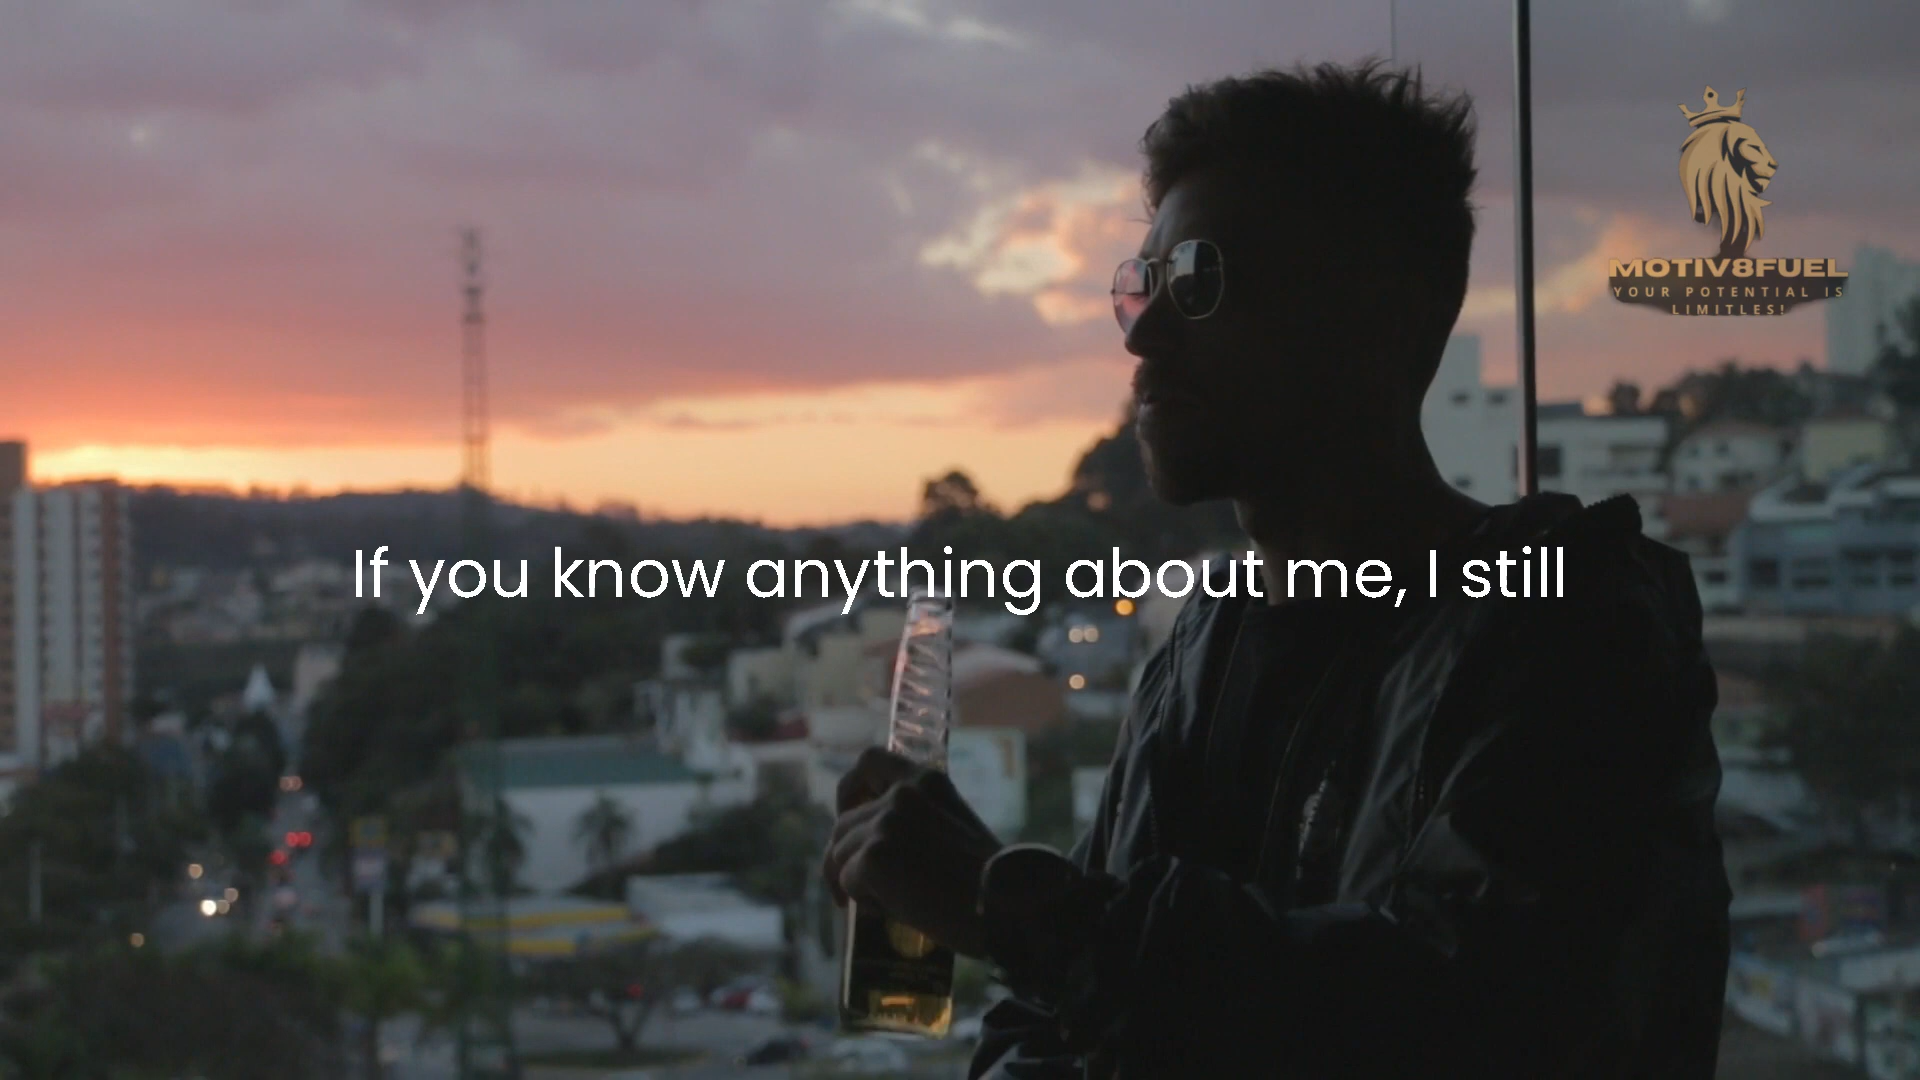 MOTIV8FUEL
YOUR POTENTIAL IS
LIMITLES!
If you know anything about me, I still